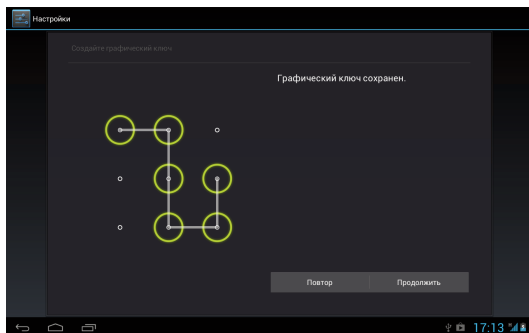 Настройки
Создайте графический ключ
Графический ключ сохранен.
Повтор
Продолжить
17:13